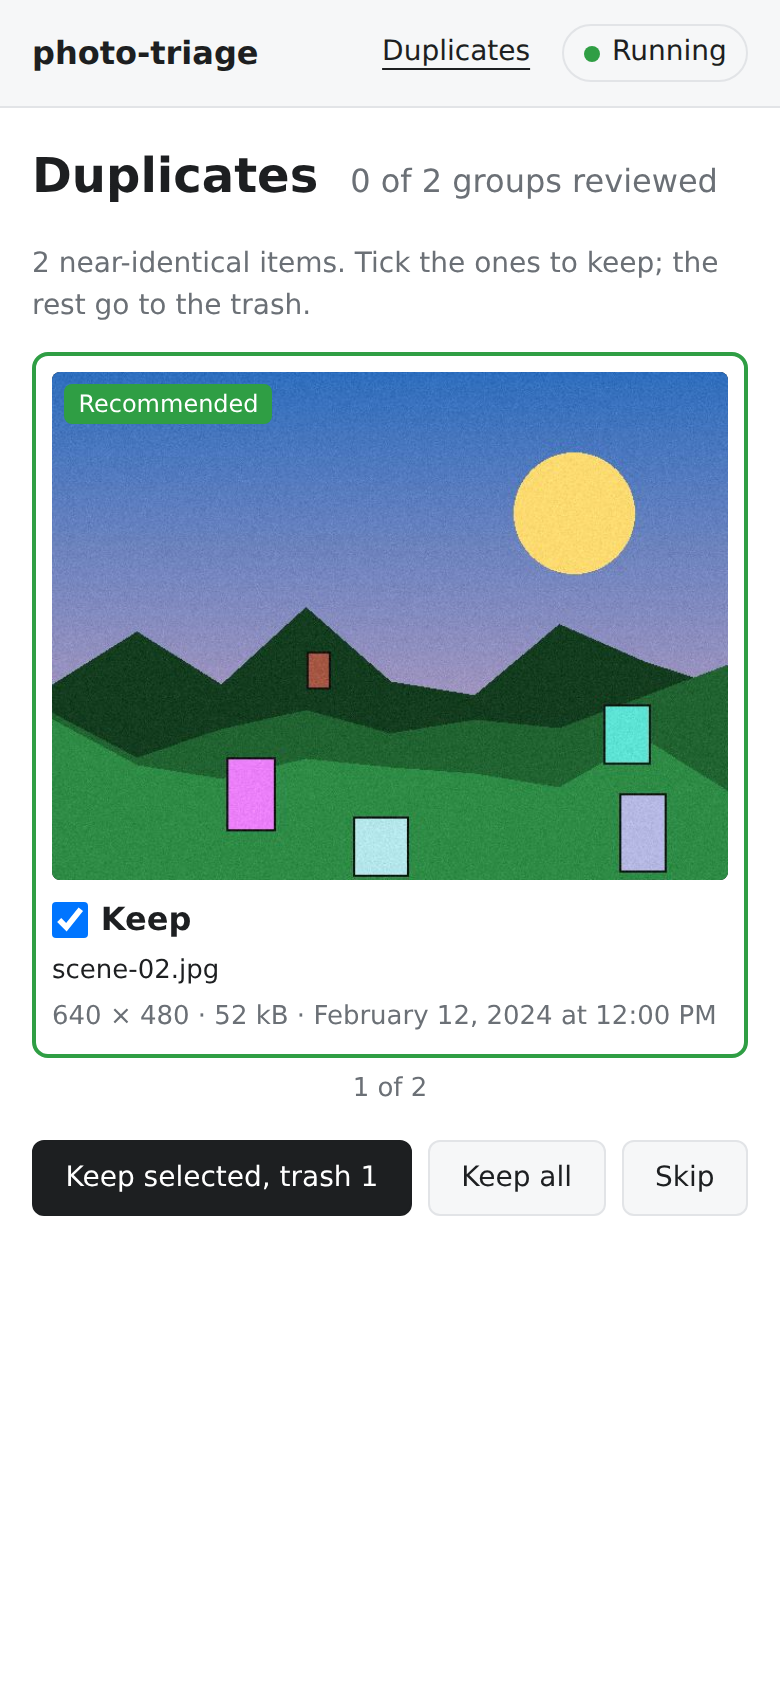 photo-triage Duplicates Running
Duplicates 0 of 2 groups reviewed
2 near-identical items. Tick the ones to keep; the
rest go to the trash.
Recommended
Keep
scene-02.jpg
640 × 480 · 52 kB · February 12, 2024 at 12:00 PM
1 of 2
Keep selected, trash 1 Keep all Skip